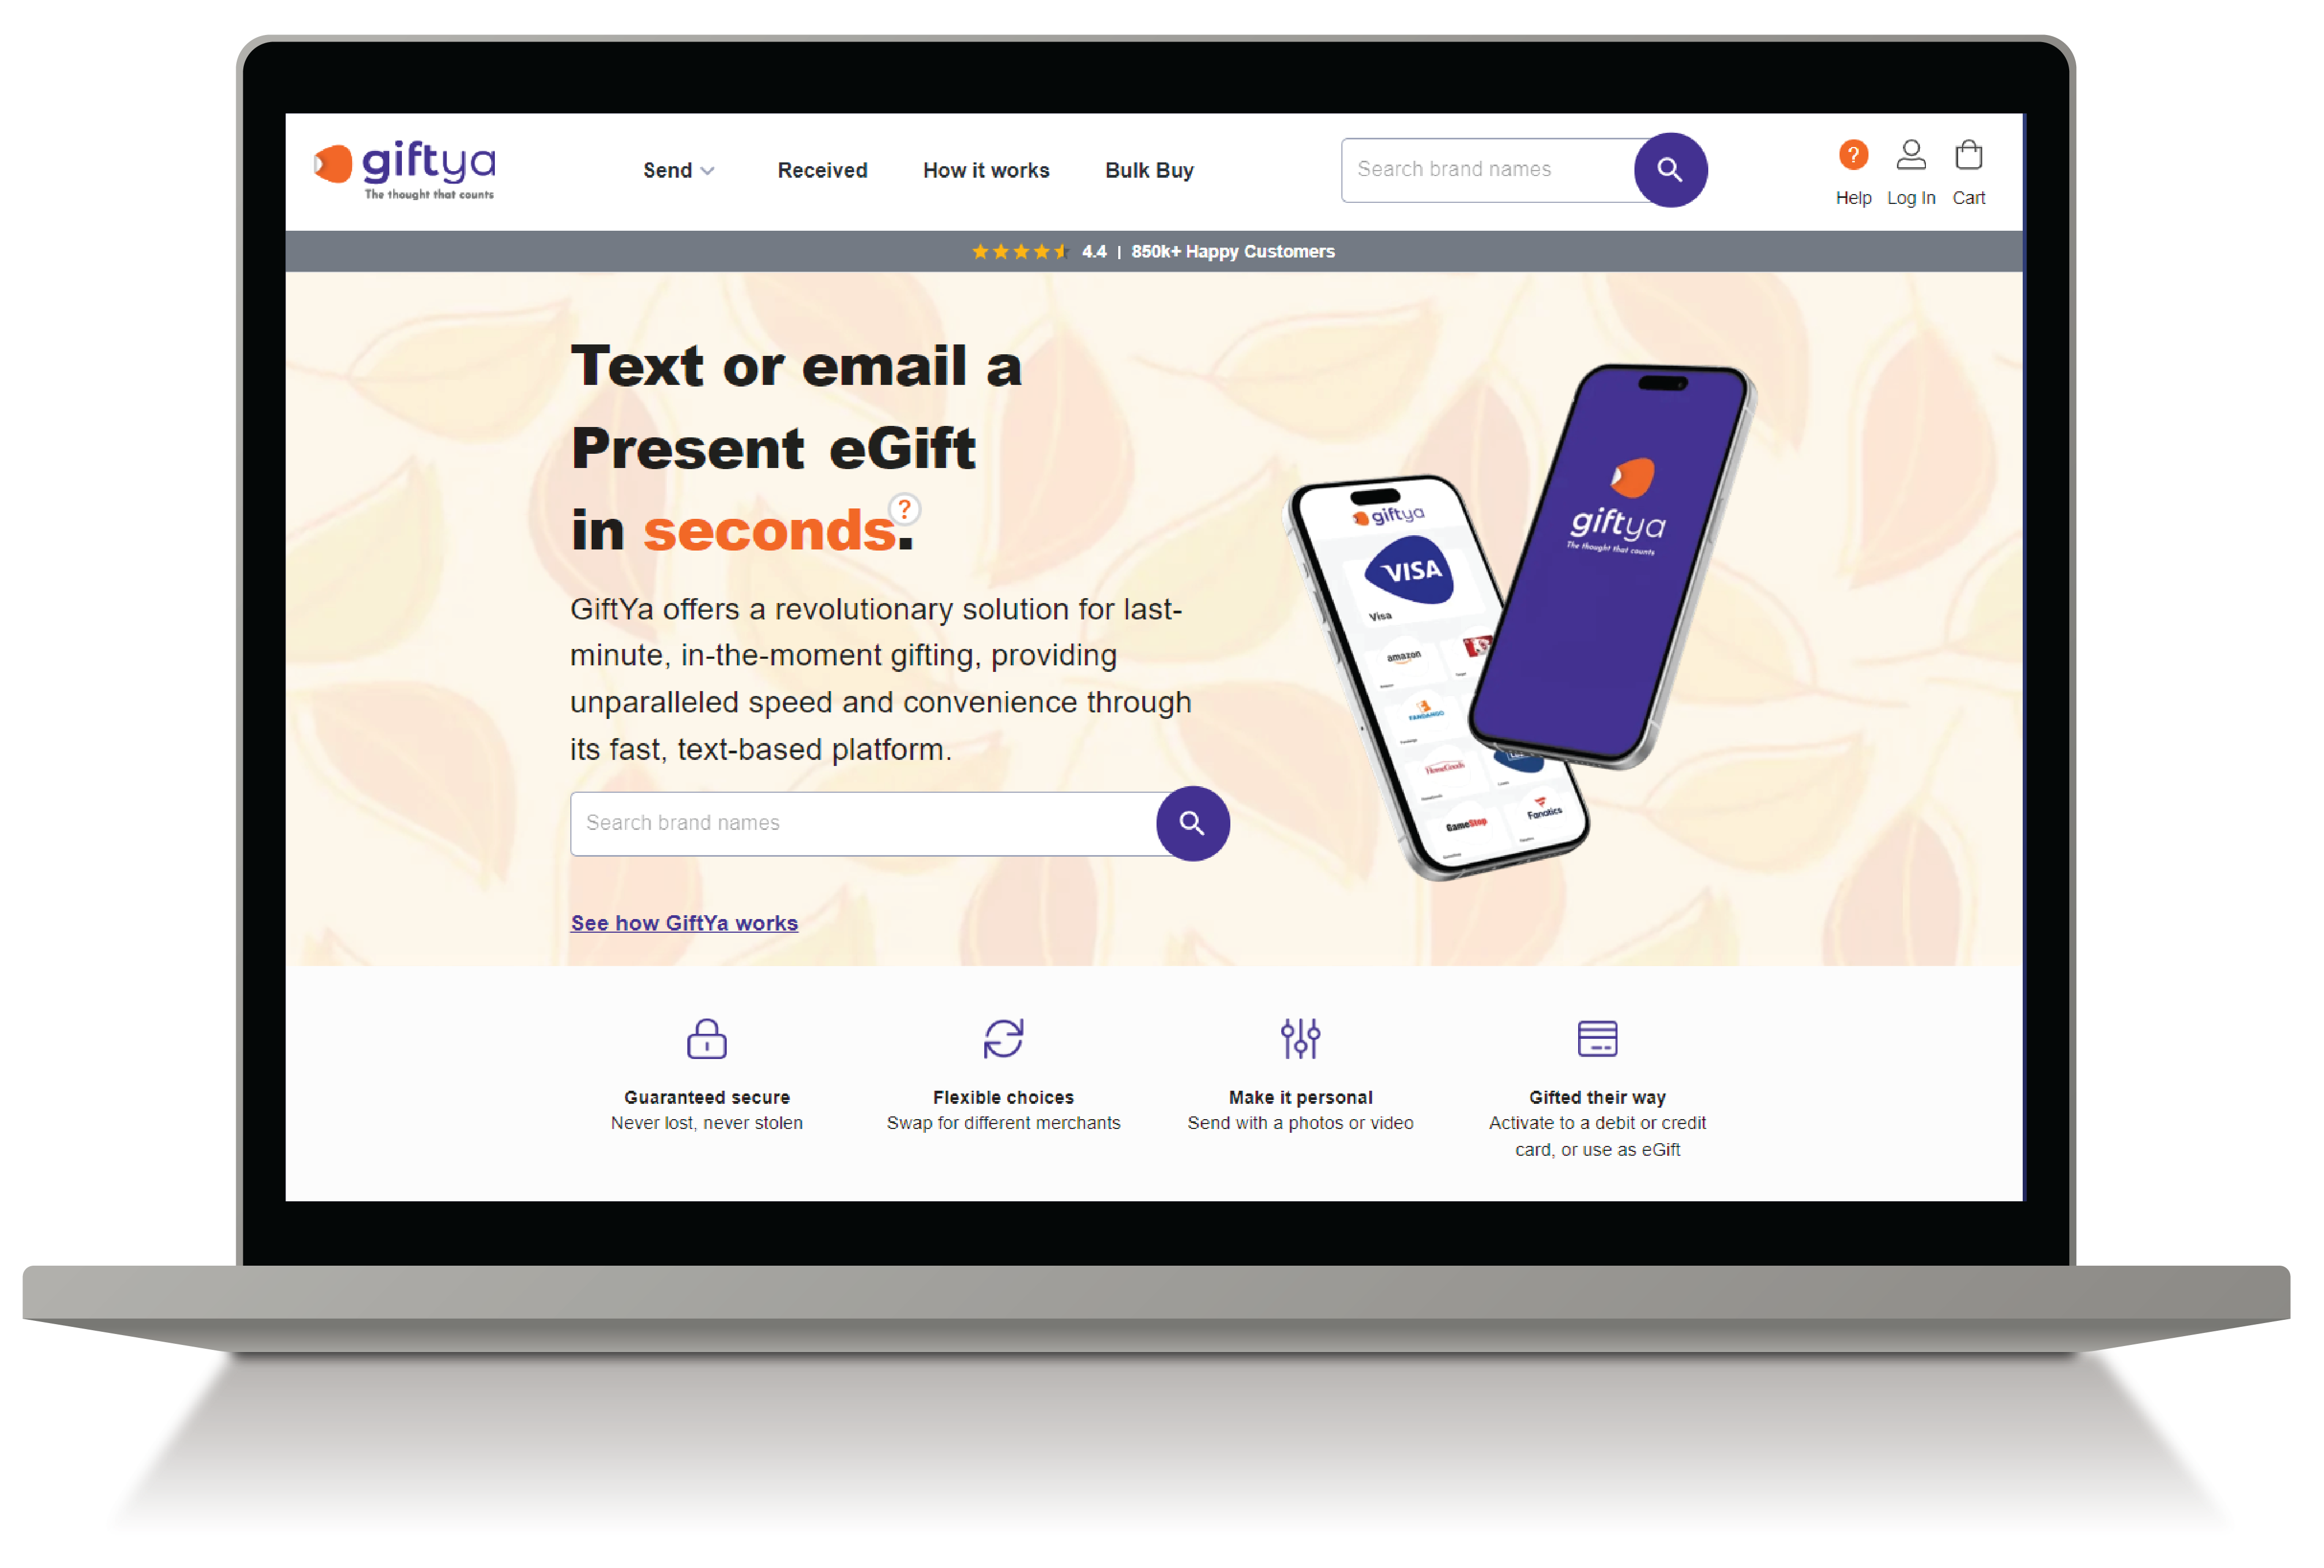 giftya
The thought that counts
Send
Received
How it works
Bulk Buy
Search brand names
?
Help
Log In
Cart
4.4 | 850k+ Happy Customers
Text or email a
Present eGift
in seconds.
?
GiftYa offers a revolutionary solution for last-
minute, in-the-moment gifting, providing
unparalleled speed and convenience through
its fast, text-based platform.
Search brand names
See how GiftYa works
giftya
VISA
Visa
amazon
FANDANGO
HomeGoods
GameStop
Fanatics
giftya
The thought that counts
Guaranteed secure
Never lost, never stolen
Flexible choices
Swap for different merchants
Make it personal
Send with a photos or video
Gifted their way
Activate to a debit or credit
card, or use as eGift